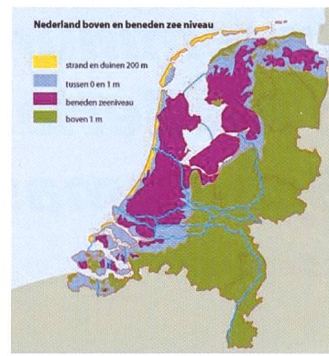 Nederland boven en beneden zee niveau
strand en duinen 200 m
tussen 0 en 1 m
beneden zeeniveau
boven 1 m